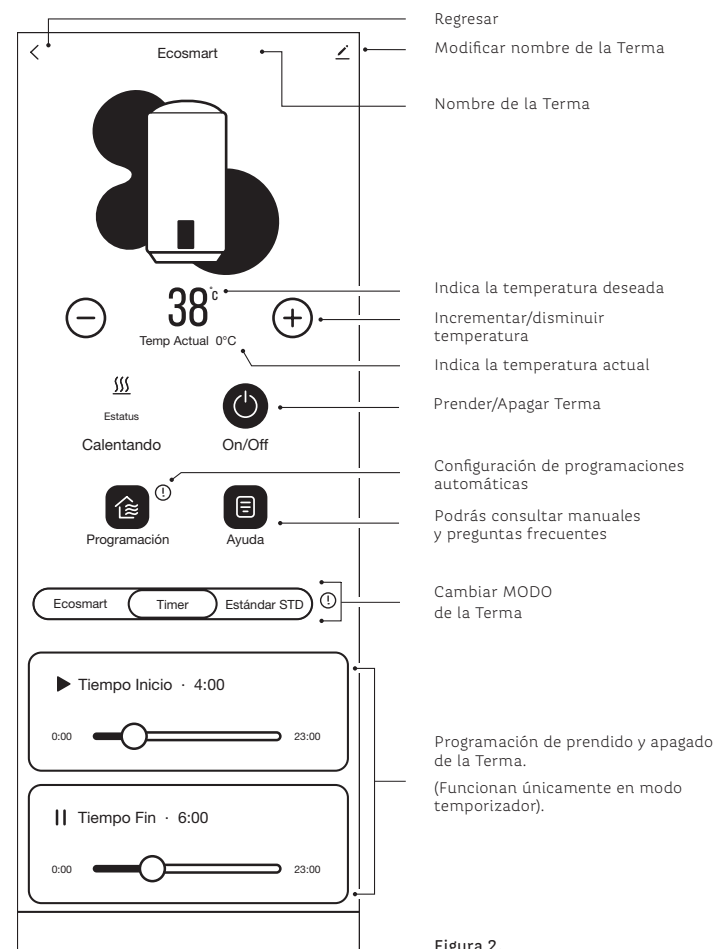 Regresar
Ecosmart
Modificar nombre de la Terma
Nombre de la Terma
38°C
Temp Actual 0°C
Indica la temperatura deseada
Incrementar/disminuir
temperatura
Indica la temperatura actual
Estatus
Calentando
On/Off
Prender/Apagar Terma
Programación
Ayuda
Configuración de programaciones
automáticas
Podrás consultar manuales
y preguntas frecuentes
Ecosmart Timer Estándar STD
Cambiar MODO
de la Terma
Tiempo Inicio · 4:00
0:00 23:00
Tiempo Fin · 6:00
0:00 23:00
Programación de prendido y apagado
de la Terma.
(Funcionan únicamente en modo
temporizador).
Figura 2